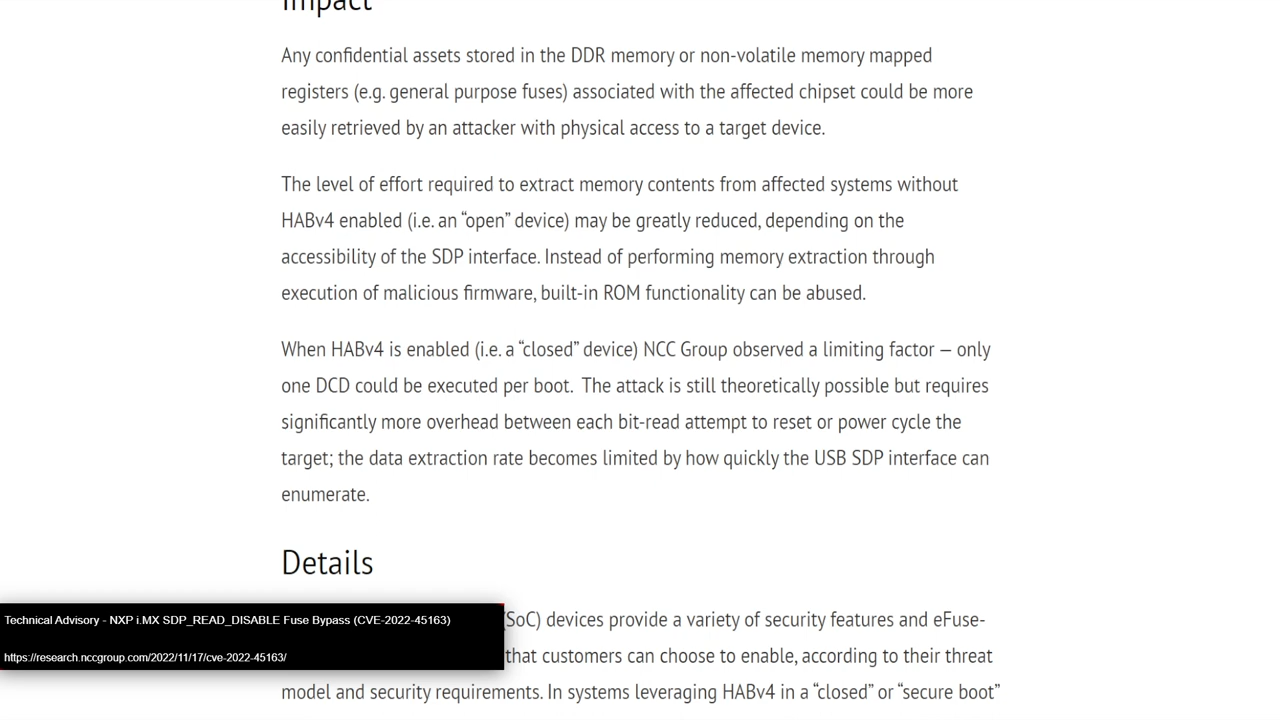 Impact
Any confidential assets stored in the DDR memory or non-volatile memory mapped
registers (e.g. general purpose fuses) associated with the affected chipset could be more
easily retrieved by an attacker with physical access to a target device.
The level of effort required to extract memory contents from affected systems without
HABv4 enabled (i.e. an “open” device) may be greatly reduced, depending on the
accessibility of the SDP interface. Instead of performing memory extraction through
execution of malicious firmware, built-in ROM functionality can be abused.
When HABv4 is enabled (i.e. a “closed” device) NCC Group observed a limiting factor — only
one DCD could be executed per boot.  The attack is still theoretically possible but requires
significantly more overhead between each bit-read attempt to reset or power cycle the
target; the data extraction rate becomes limited by how quickly the USB SDP interface can
enumerate.
Details
(SoC) devices provide a variety of security features and eFuse-
Technical Advisory - NXP i.MX SDP_READ_DISABLE Fuse Bypass (CVE-2022-45163)
that customers can choose to enable, according to their threat
https://research.nccgroup.com/2022/11/17/cve-2022-45163/
model and security requirements. In systems leveraging HABv4 in a “closed” or “secure boot”